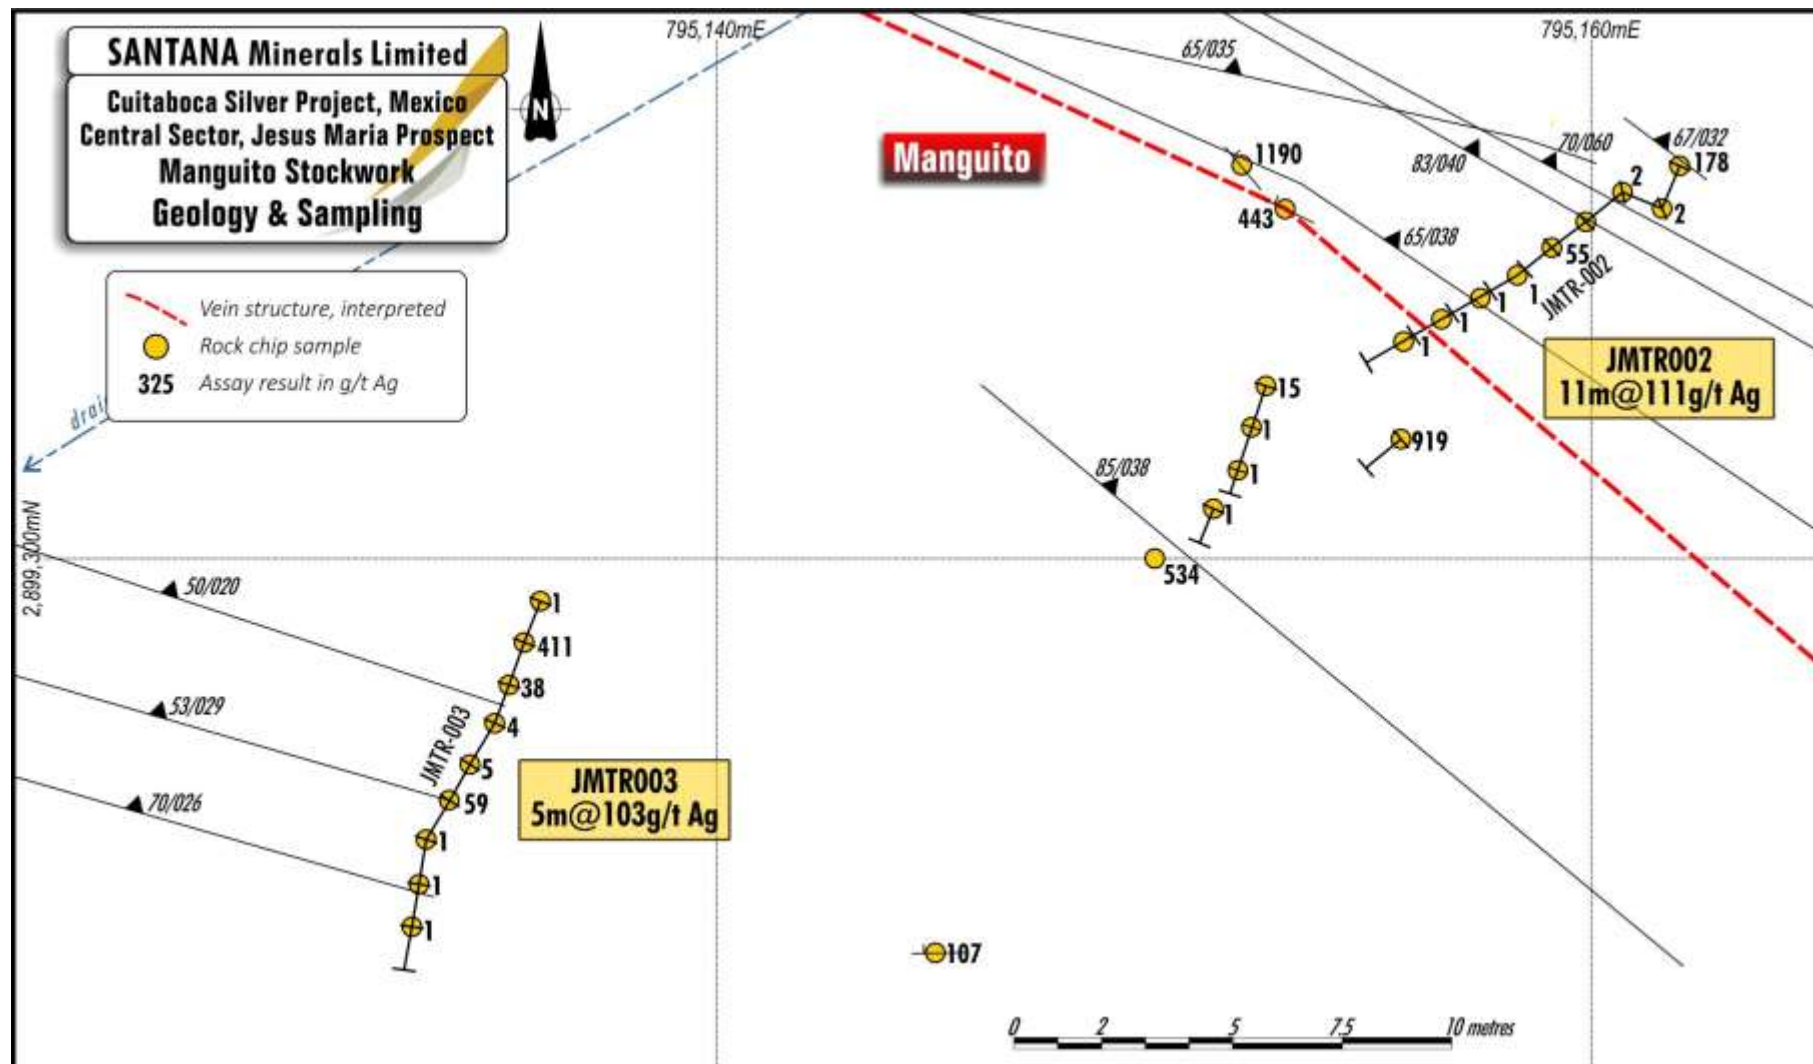 SANTANA Minerals Limited
Cuitaboca Silver Project, Mexico
Central Sector, Jesus Maria Prospect
Manguito Stockwork
Geology & Sampling
N
795,140mE
795,160mE
65/035
Manguito
1190
443
83/040
70/060
67/032
178
2
2
65/038
55
JMTR-002
1
1
1
1
Vein structure, interpreted
Rock chip sample
325 Assay result in g/t Ag
JMTR002
11m@111g/t Ag
15
1
1
1
919
85/038
534
2,899,300mN
50/020
1
411
38
53/029
JMTR-003
4
5
59
JMTR003
5m@103g/t Ag
70/026
1
1
1
107
0 2 5 7.5 10 metres